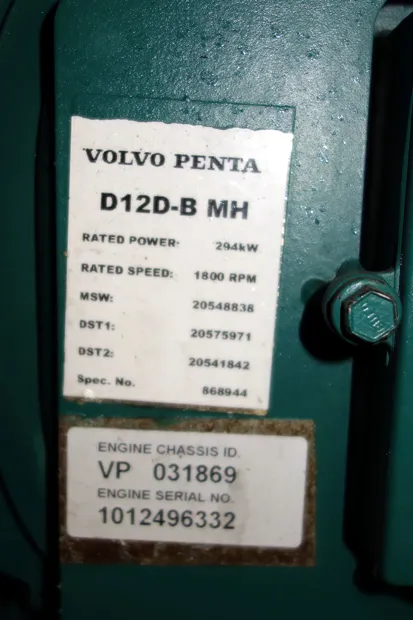 VOLVO PENTA
D12D-B MH
RATED POWER: 294kW
RATED SPEED: 1800 RPM
MSW: 20548838
DST1: 20575971
DST2: 20541842
Spec. No. 868944
ENGINE CHASSIS ID.
VP 031869
ENGINE SERIAL NO.
1012496332